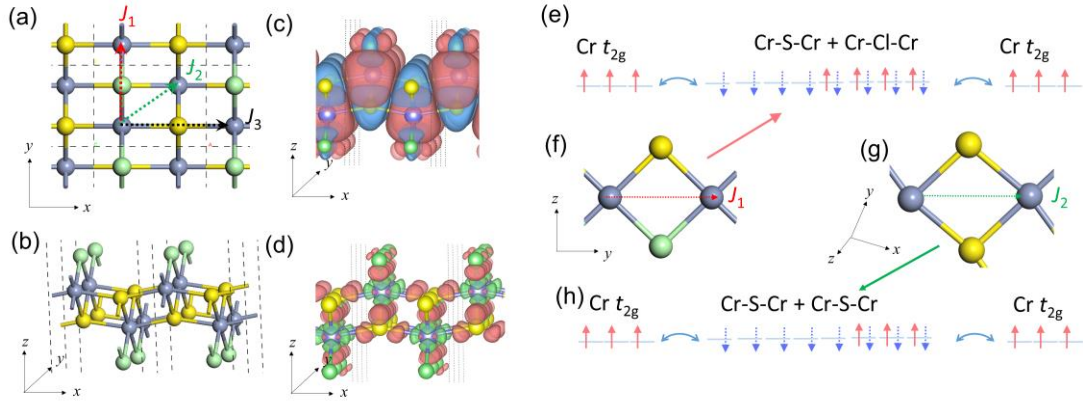 (a)
J1
J2
J3
y
x
(b)
z
y
x
(c)
z
y
x
(d)
z
y
x
(e)
Cr t2g
Cr-S-Cr + Cr-Cl-Cr
Cr t2g
(f)
J1
z
y
(g)
J2
y
x
z
(h)
Cr t2g
Cr-S-Cr + Cr-S-Cr
Cr t2g